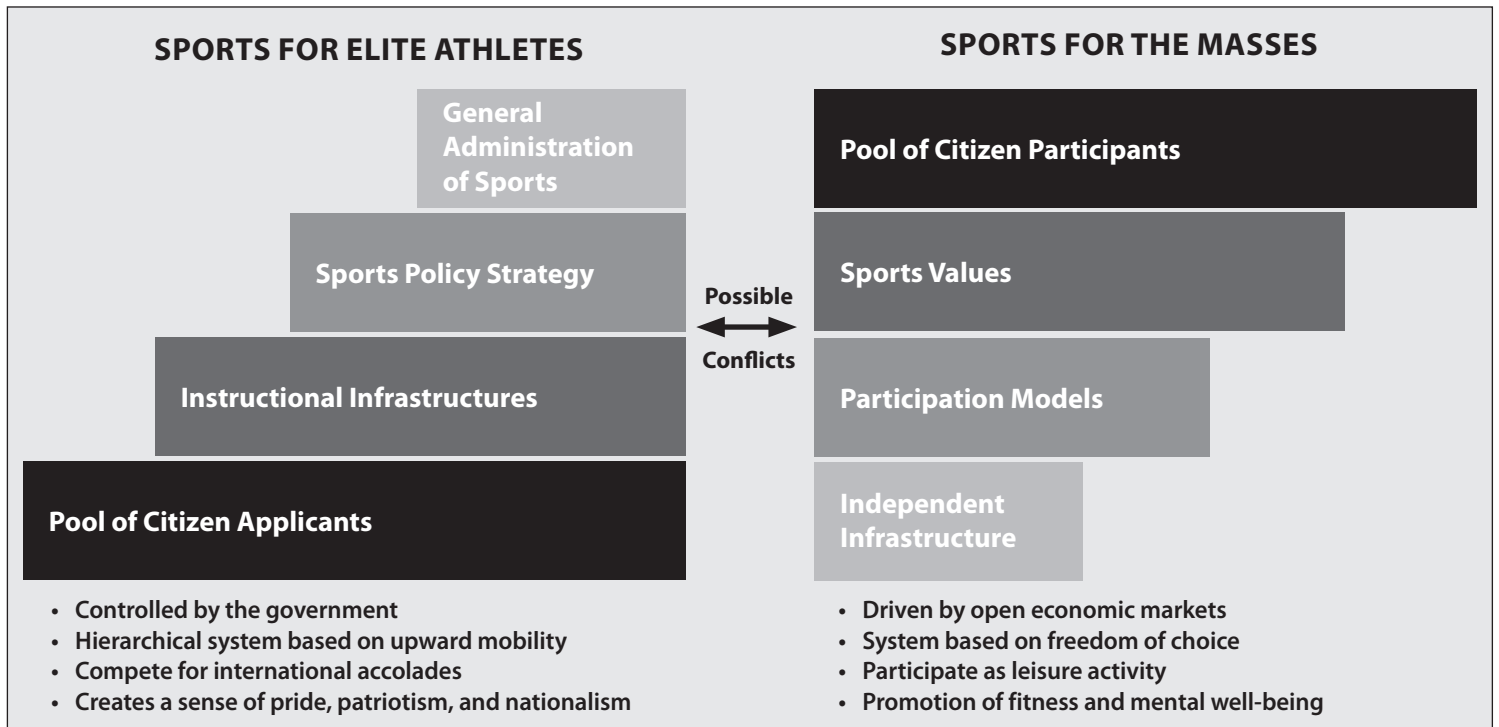 SPORTS FOR ELITE ATHLETES
General
Administration
of Sports
Sports Policy Strategy
Instructional Infrastructures
Pool of Citizen Applicants
• Controlled by the government
• Hierarchical system based on upward mobility
• Compete for international accolades
• Creates a sense of pride, patriotism, and nationalism
Possible
Conflicts
SPORTS FOR THE MASSES
Pool of Citizen Participants
Sports Values
Participation Models
Independent
Infrastructure
• Driven by open economic markets
• System based on freedom of choice
• Participate as leisure activity
• Promotion of fitness and mental well-being